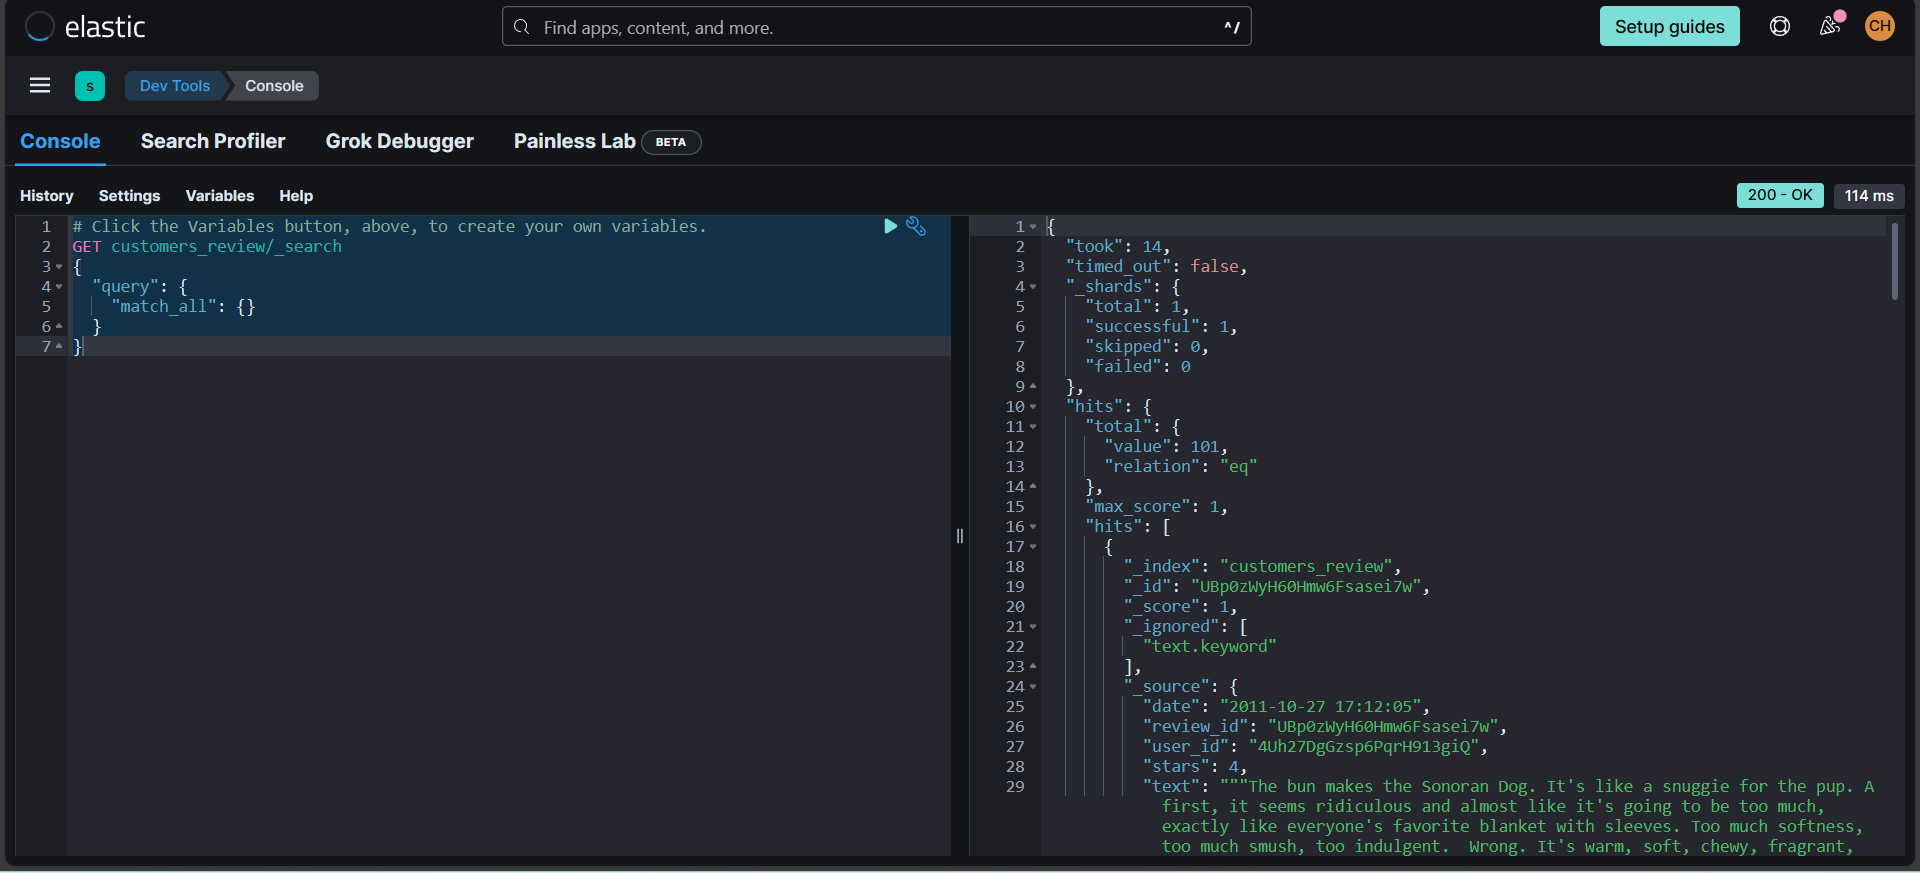 elastic
Find apps, content, and more.
^/
Setup guides
CH
s
Dev Tools
Console
Console
Search Profiler
Grok Debugger
Painless Lab
BETA
History
Settings
Variables
Help
200 - OK
114 ms
1 # Click the Variables button, above, to create your own variables.
2 GET customers_review/_search
3 {
4 "query": {
5 "match_all": {}
6 }
7 }
1 {
2 "took": 14,
3 "timed_out": false,
4 "_shards": {
5 "total": 1,
6 "successful": 1,
7 "skipped": 0,
8 "failed": 0
9 },
10 "hits": {
11 "total": {
12 "value": 101,
13 "relation": "eq"
14 },
15 "max_score": 1,
16 "hits": [
17 {
18 "_index": "customers_review",
19 "_id": "UBp0zWyH60Hmw6Fsasei7w",
20 "_score": 1,
21 "_ignored": [
22 "text.keyword"
23 ],
24 "_source": {
25 "date": "2011-10-27 17:12:05",
26 "review_id": "UBp0zWyH60Hmw6Fsasei7w",
27 "user_id": "4Uh27DgGzsp6PqrH913giQ",
28 "stars": 4,
29 "text": """The bun makes the Sonoran Dog. It's like a snuggie for the pup. A
first, it seems ridiculous and almost like it's going to be too much,
exactly like everyone's favorite blanket with sleeves. Too much softness,
too much smush, too indulgent.  Wrong. It's warm, soft, chewy, fragrant,